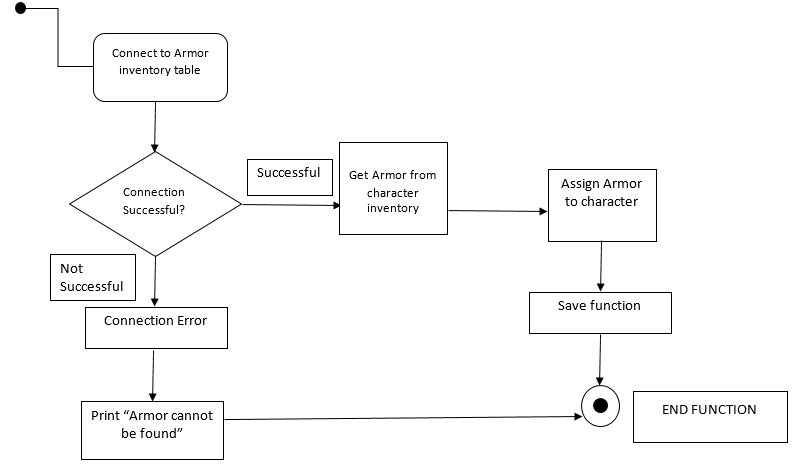 Connect to Armor
inventory table
Connection
Successful?
Successful
Get Armor from
character
inventory
Assign Armor
to character
Not
Successful
Connection Error
Save function
Print “Armor cannot
be found”
END FUNCTION